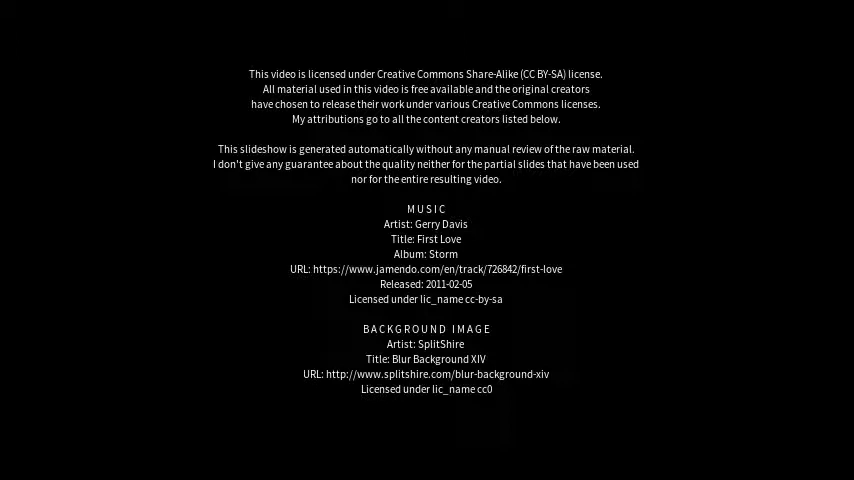 This video is licensed under Creative Commons Share-Alike (CC BY-SA) license.
All material used in this video is free available and the original creators
have chosen to release their work under various Creative Commons licenses.
My attributions go to all the content creators listed below.
This slideshow is generated automatically without any manual review of the raw material.
I don't give any guarantee about the quality neither for the partial slides that have been used
nor for the entire resulting video.
MUSIC
Artist: Gerry Davis
Title: First Love
Album: Storm
URL: https://www.jamendo.com/en/track/726842/first-love
Released: 2011-02-05
Licensed under lic_name cc-by-sa
BACKGROUND IMAGE
Artist: SplitShire
Title: Blur Background XIV
URL: http://www.splitshire.com/blur-background-xiv
Licensed under lic_name cc0